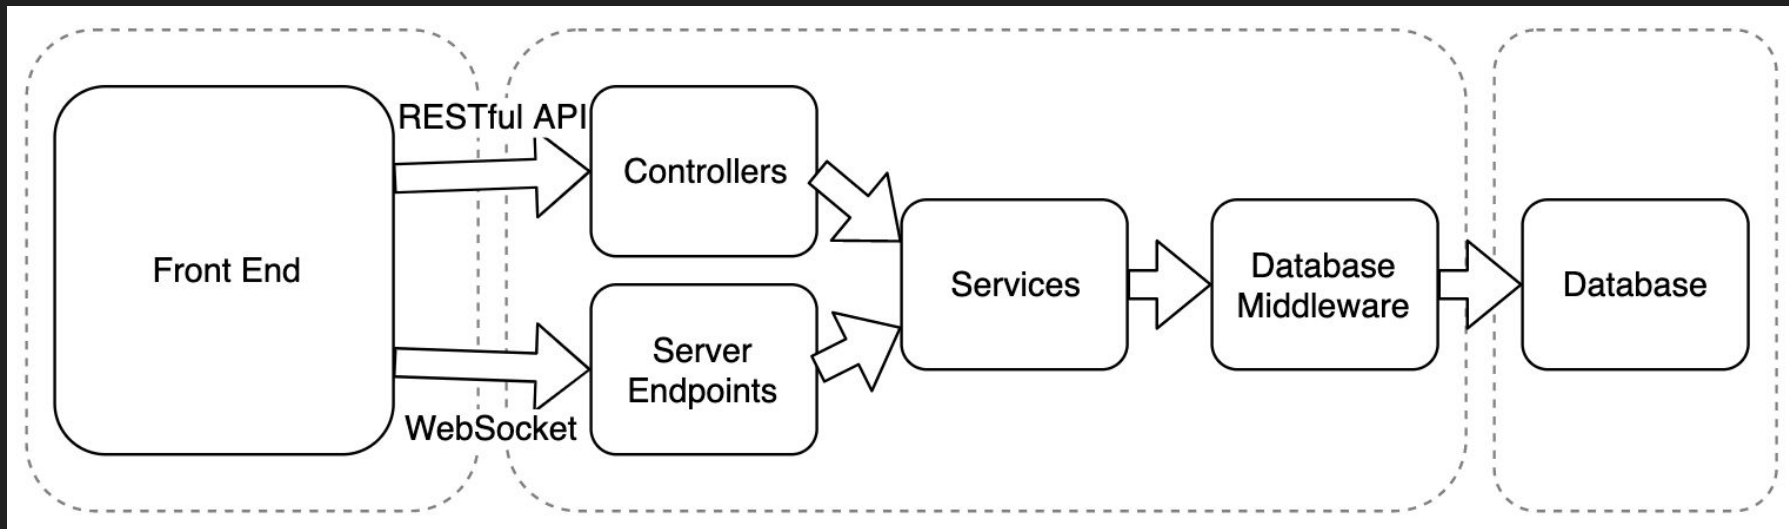 RESTful API
Controllers
Front End
Server
Endpoints
WebSocket
Services
Database
Middleware
Database